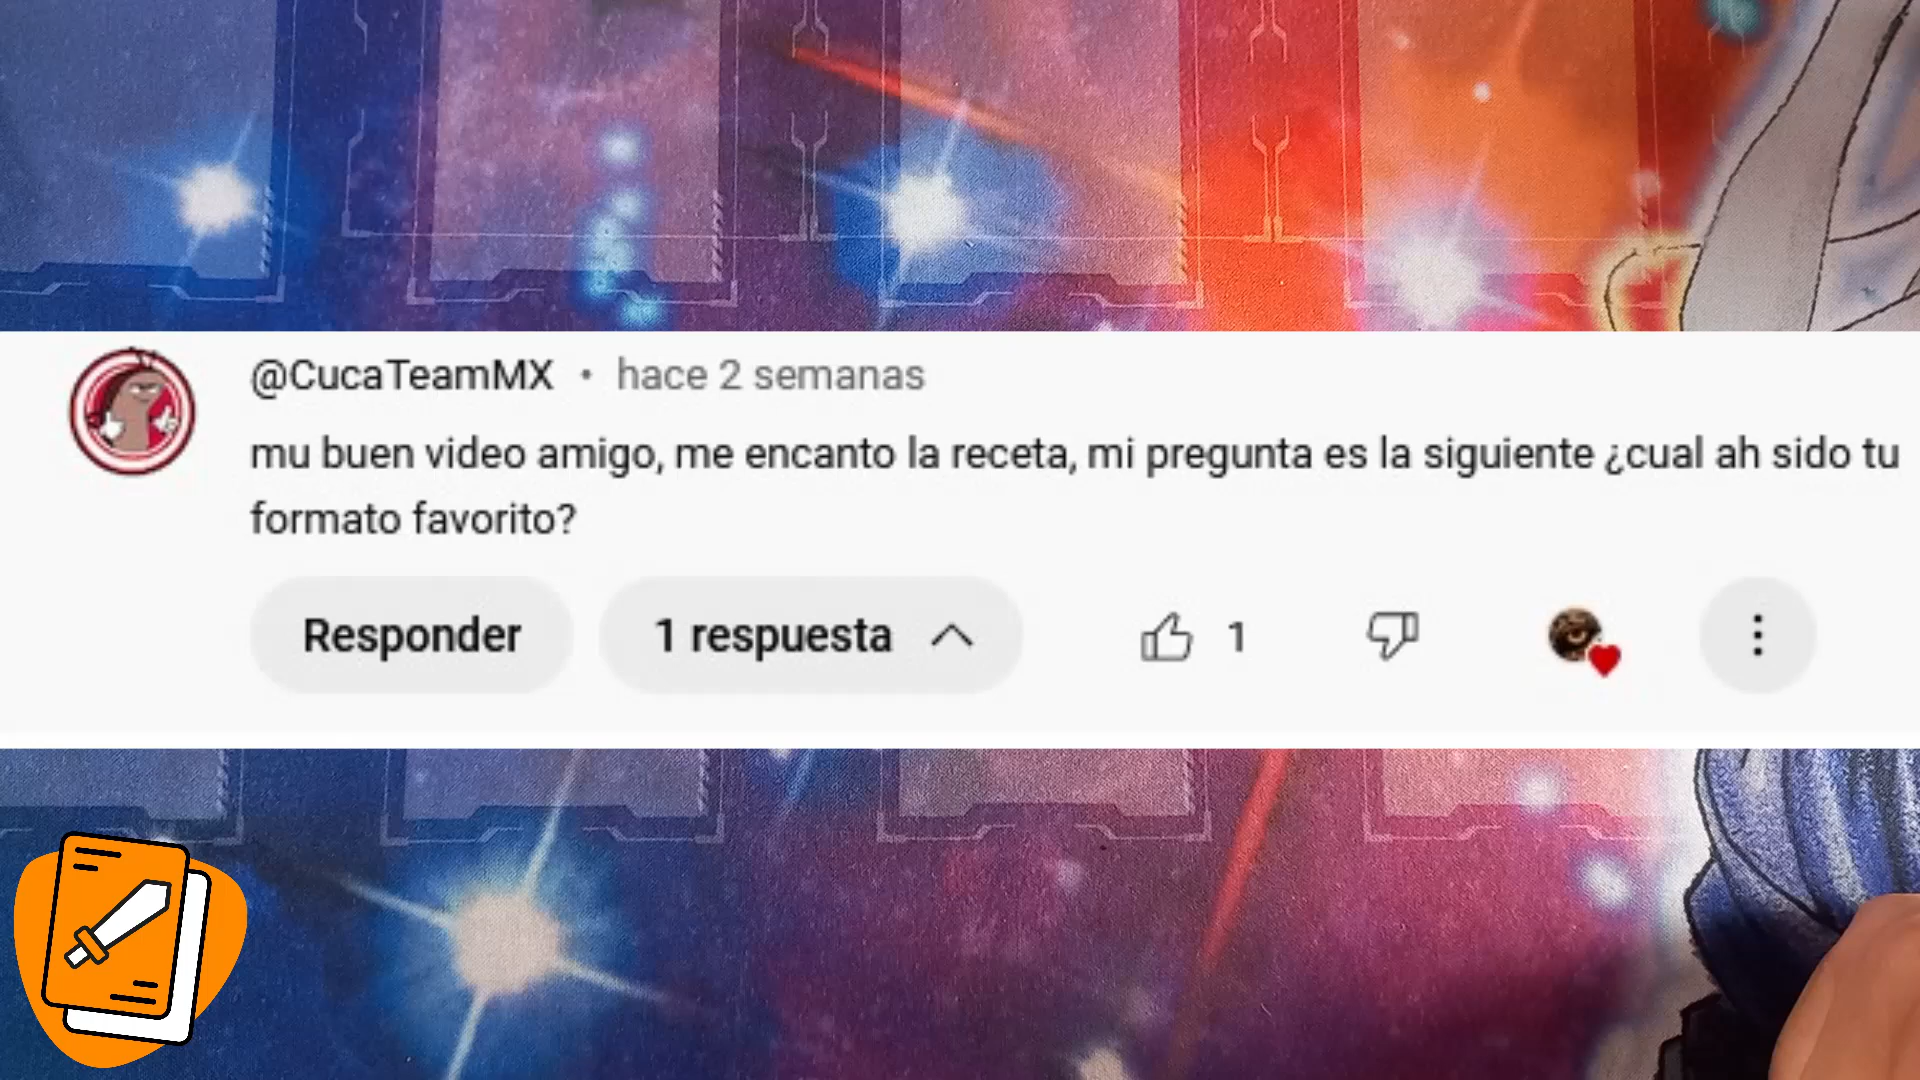 @CucaTeamMX • hace 2 semanas
mu buen video amigo, me encanto la receta, mi pregunta es la siguiente ¿cual ah sido tu
formato favorito?
Responder 1 respuesta 1